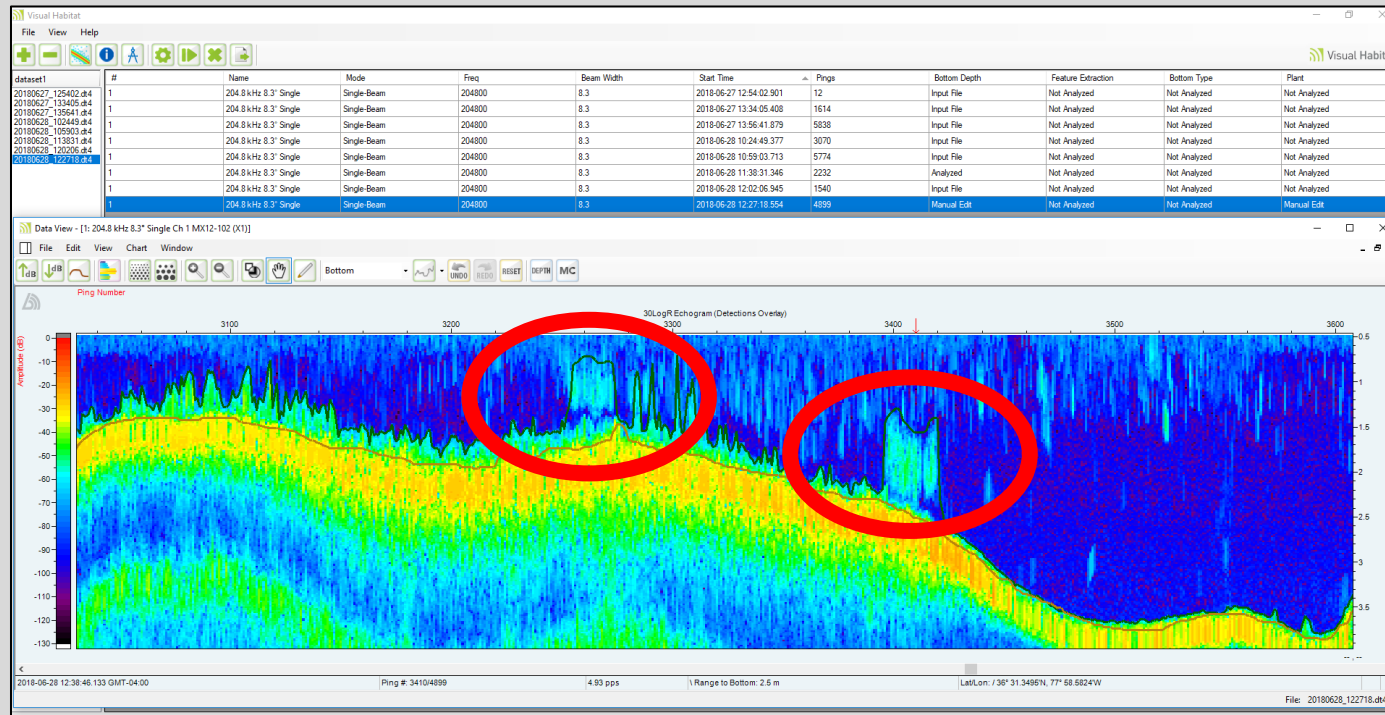 Visual Habitat
File View Help
Visual Habit
dataset1
20180627_125402.dt4
20180627_133405.dt4
20180627_135641.dt4
20180628_102449.dt4
20180628_105903.dt4
20180628_113831.dt4
20180628_120206.dt4
20180628_122718.dt4
# Name Mode Freq Beam Width Start Time Pings Bottom Depth Feature Extraction Bottom Type Plant
1 204.8 kHz 8.3° Single Single-Beam 204800 8.3 2018-06-27 12:54:02.901 12 Input File Not Analyzed Not Analyzed Not Analyzed
1 204.8 kHz 8.3° Single Single-Beam 204800 8.3 2018-06-27 13:34:05.408 1614 Input File Not Analyzed Not Analyzed Not Analyzed
1 204.8 kHz 8.3° Single Single-Beam 204800 8.3 2018-06-27 13:56:41.879 5838 Input File Not Analyzed Not Analyzed Not Analyzed
1 204.8 kHz 8.3° Single Single-Beam 204800 8.3 2018-06-28 10:24:49.377 3070 Input File Not Analyzed Not Analyzed Not Analyzed
1 204.8 kHz 8.3° Single Single-Beam 204800 8.3 2018-06-28 10:59:03.713 5774 Input File Not Analyzed Not Analyzed Not Analyzed
1 204.8 kHz 8.3° Single Single-Beam 204800 8.3 2018-06-28 11:38:31.346 2232 Analyzed Not Analyzed Not Analyzed Not Analyzed
1 204.8 kHz 8.3° Single Single-Beam 204800 8.3 2018-06-28 12:02:06.945 1540 Input File Not Analyzed Not Analyzed Not Analyzed
1 204.8 kHz 8.3° Single Single-Beam 204800 8.3 2018-06-28 12:27:18.554 4899 Manual Edit Not Analyzed Not Analyzed Manual Edit
Data View - [1: 204.8 kHz 8.3° Single Ch 1 MX12-102 (X1)]
File Edit View Chart Window
dB dB Bottom UNDO REDO RESET DEPTH MC
Ping Number
30LogR Echogram (Detections Overlay)
3100 3200 3300 3400 3500 3600
Amplitude (dB)
0
-10
-20
-30
-40
-50
-60
-70
-80
-90
-100
-110
-120
-130
0.5
1
1.5
2
2.5
3
3.5
-- , --
2018-06-28 12:38:46.133 GMT-04:00 Ping #: 3410/4899 4.93 pps \ Range to Bottom: 2.5 m Lat/Lon: / 36° 31.3495'N, 77° 58.5824'W
File: 20180628_122718.dt4